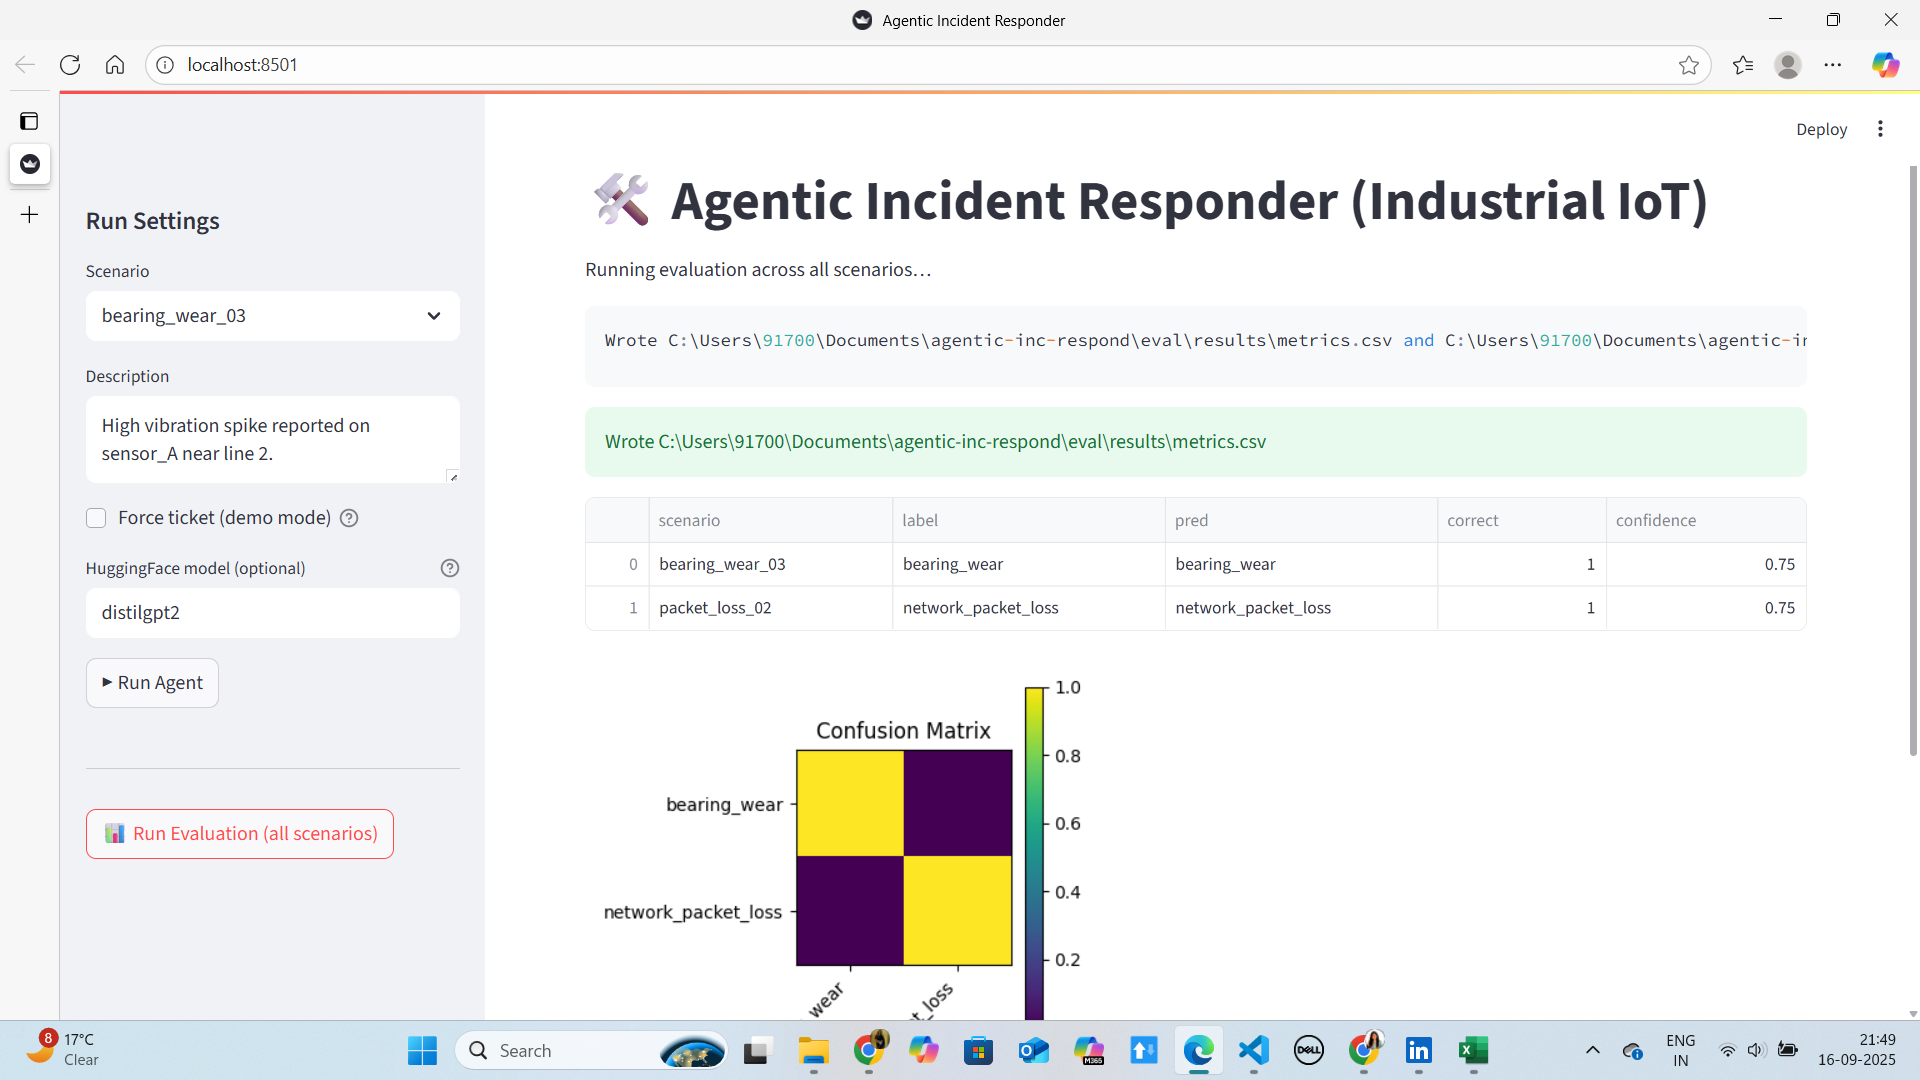 Agentic Incident Responder
localhost:8501
Deploy
Run Settings
Scenario
bearing_wear_03
Description
High vibration spike reported on
sensor_A near line 2.
Force ticket (demo mode)
HuggingFace model (optional)
distilgpt2
Run Agent
Run Evaluation (all scenarios)
Agentic Incident Responder (Industrial IoT)
Running evaluation across all scenarios…
Wrote C:\Users\91700\Documents\agentic-inc-respond\eval\results\metrics.csv and C:\Users\91700\Documents\agentic-in
Wrote C:\Users\91700\Documents\agentic-inc-respond\eval\results\metrics.csv
scenario label pred correct confidence
0 bearing_wear_03 bearing_wear bearing_wear 1 0.75
1 packet_loss_02 network_packet_loss network_packet_loss 1 0.75
Confusion Matrix
bearing_wear
network_packet_loss
wear
t_loss
1.0
0.8
0.6
0.4
0.2
8
17°C
Clear
Search
M365
DELL
ENG
IN
21:49
16-09-2025